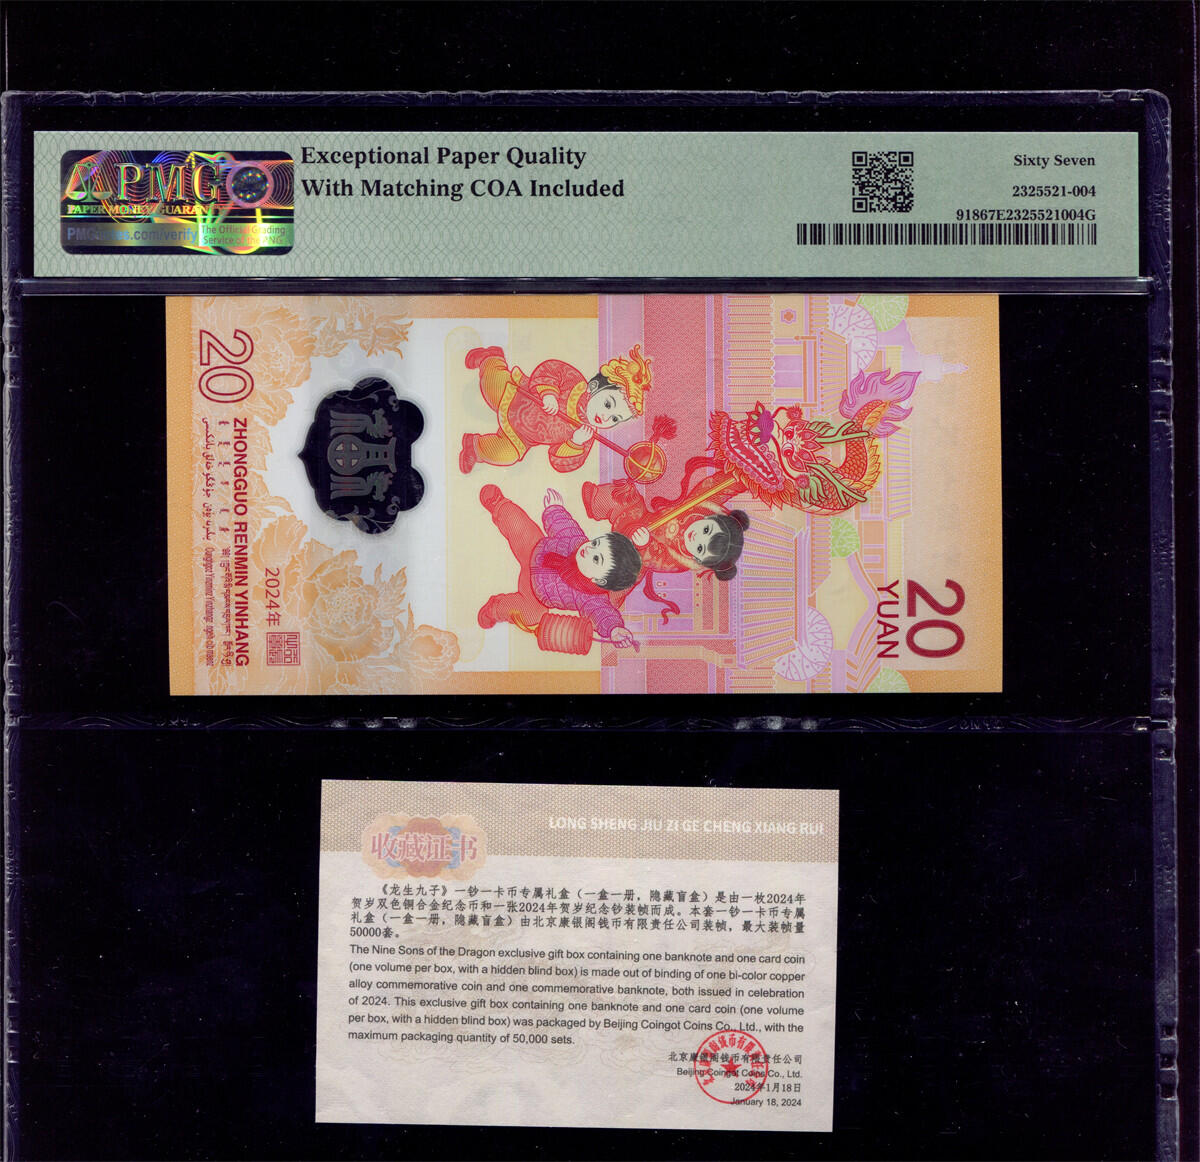 Exceptional Paper Quality
With Matching COA Included
PMG
PAPER MONEY GUARAN
The Official Grading
Service of the ANG
Sixty Seven
2325521-004
91867E2325521004G
20
ZHONGGUO RENMIN YINHANG
2024年
20
YUAN
收藏证书
LONG SHENG JIU ZI GE CHENG XIANG RUI
《龙生九子》一钞一卡币专属礼盒（一盒一册，隐藏盲盒）是由一枚2024年
贺岁双色铜合金纪念币和一张2024年贺岁纪念钞装帧而成。本套一钞一卡币专属
礼盒（一盒一册，隐藏盲盒）由北京康银阁钱币有限责任公司装帧，最大装帧量
50000套。
The Nine Sons of the Dragon exclusive gift box containing one banknote and one card coin
(one volume per box, with a hidden blind box) is made out of binding of one bi-color copper
alloy commemorative coin and one commemorative banknote, both issued in celebration
of 2024. This exclusive gift box containing one banknote and one card coin (one volume
per box, with a hidden blind box) was packaged by Beijing Coingot Coins Co., Ltd., with the
maximum packaging quantity of 50,000 sets.
北京康银阁钱币有限责任公司
Beijing Coingot Coins Co., Ltd.
2024年1月18日
January 18, 2024